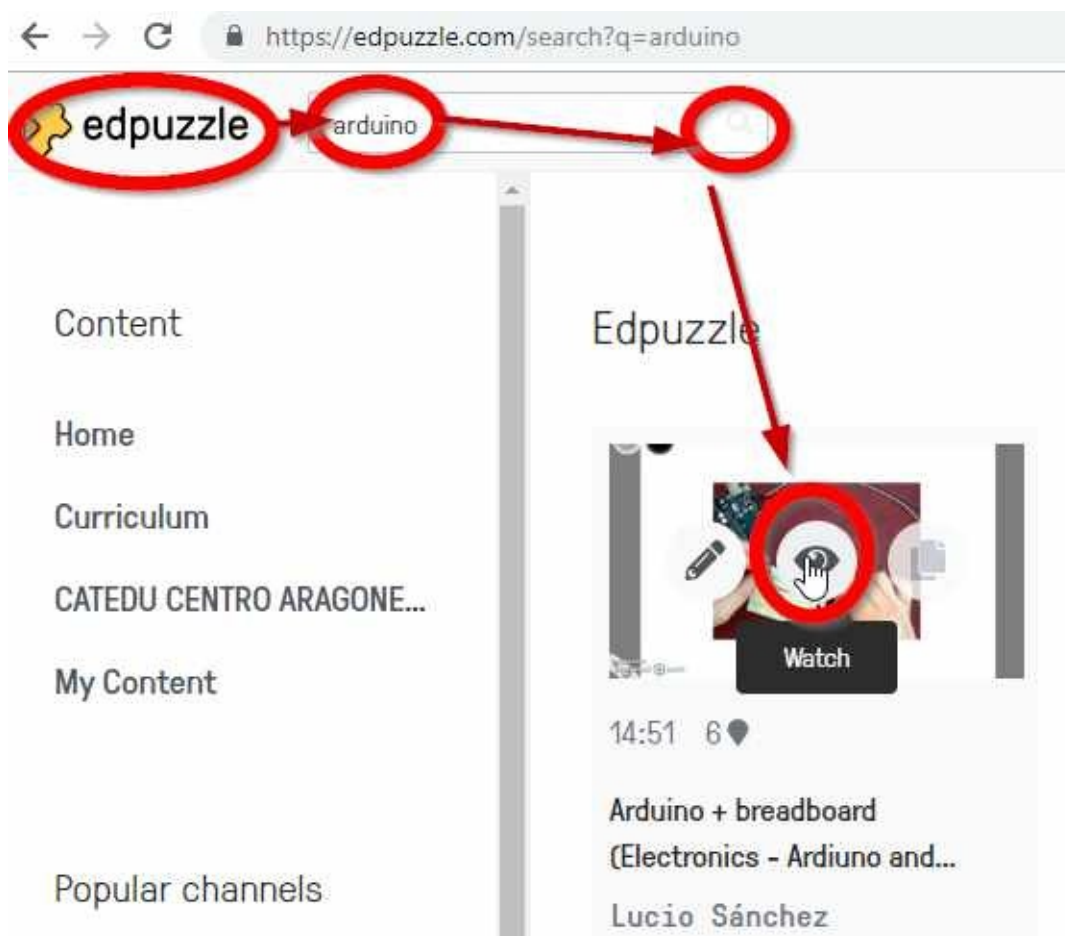 https://edpuzzle.com/search?q=arduino
edpuzzle
arduino
Content
Home
Curriculum
CATEDU CENTRO ARAGONE...
My Content
Popular channels
Edpuzzle
Watch
14:51 6
Arduino + breadboard
(Electronics - Ardiuno and...
Lucio Sánchez